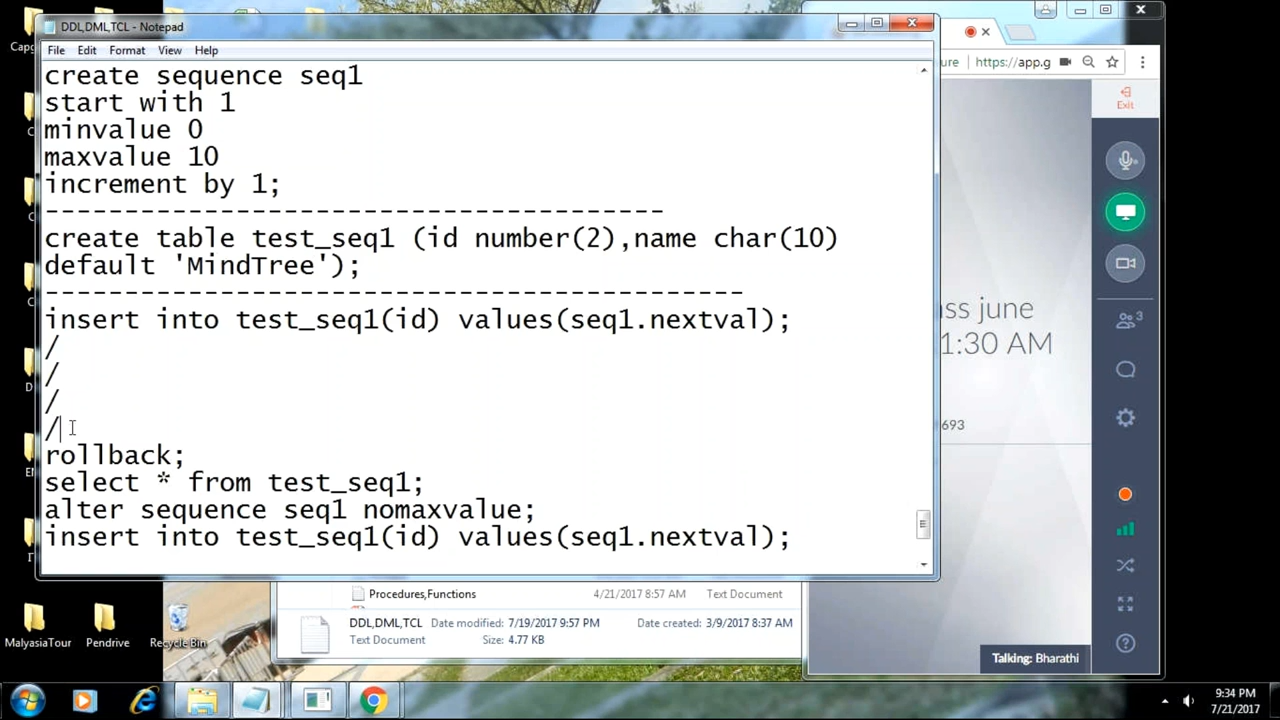 DDL,DML,TCL - Notepad
File Edit Format View Help
create sequence seq1
start with 1
minvalue 0
maxvalue 10
increment by 1;
---------------------------------------
create table test_seq1 (id number(2),name char(10)
default 'MindTree');
--------------------------------------------
insert into test_seq1(id) values(seq1.nextval);
/
/
/
/
rollback;
select * from test_seq1;
alter sequence seq1 nomaxvalue;
insert into test_seq1(id) values(seq1.nextval);
https://app.g
Exit
3
ass june
1:30 AM
693
Talking: Bharathi
Procedures,Functions 4/21/2017 8:57 AM Text Document
DDL,DML,TCL Date modified: 7/19/2017 9:57 PM Date created: 3/9/2017 8:37 AM
Text Document Size: 4.77 KB
MalyasiaTour Pendrive Recycle Bin
9:34 PM
7/21/2017